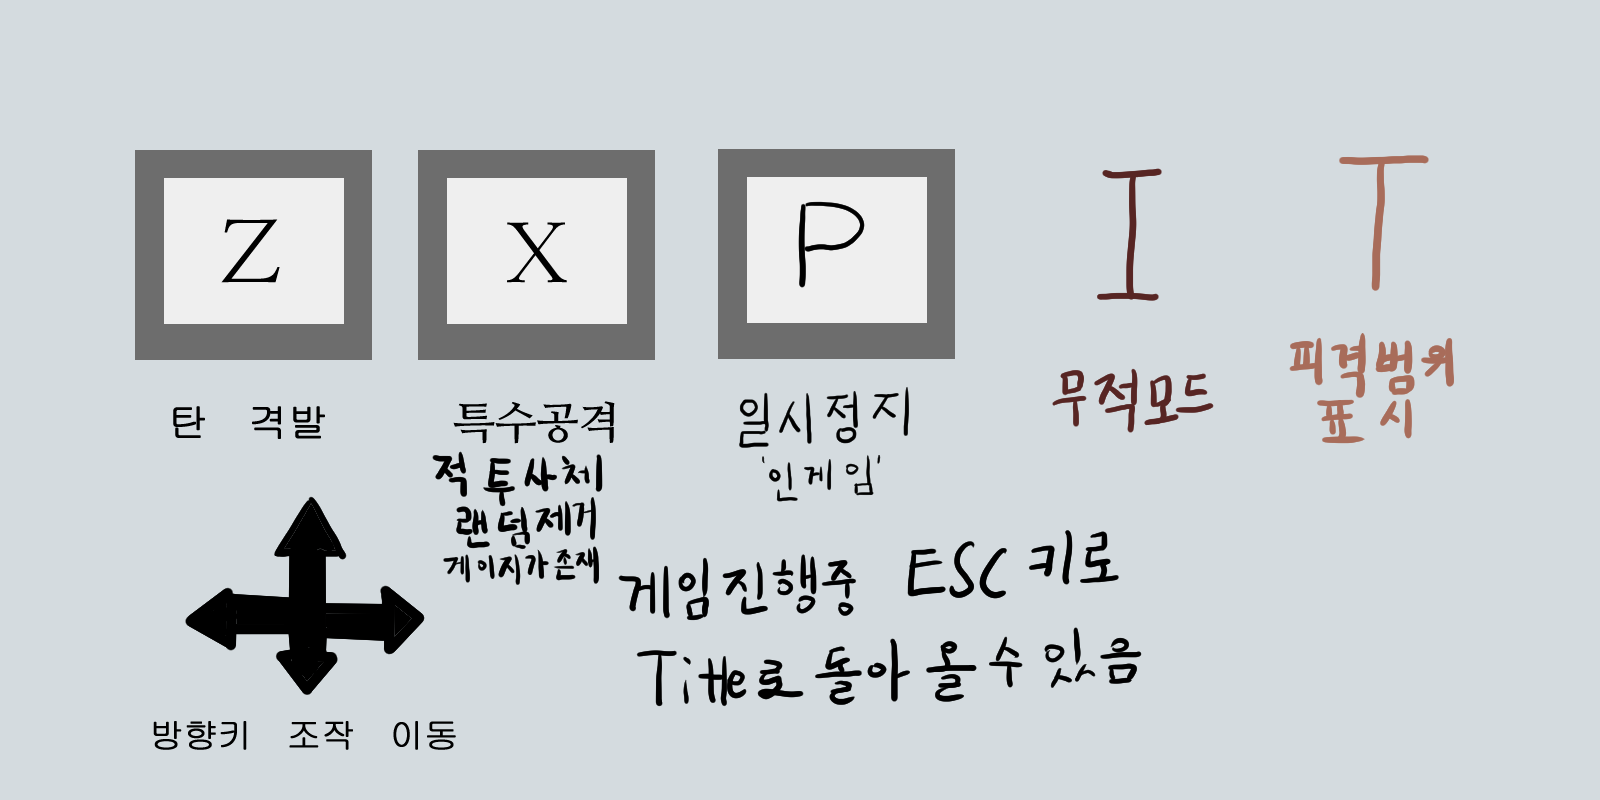 Z
X
P
I
T
탄 격발
특수공격
적 투사체
랜덤제거
게이지가 존재
일시정지
'인게임'
무적모드
피격범위
표시
방향키 조작 이동
게임진행중 ESC 키로
Title로 돌아 올 수 있음